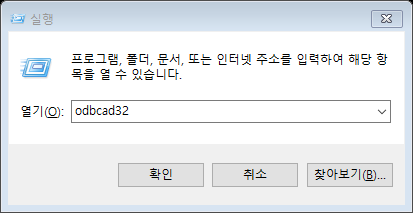 실행
프로그램, 폴더, 문서, 또는 인터넷 주소를 입력하여 해당 항
목을 열 수 있습니다.
열기(O): odbcad32
확인 취소 찾아보기(B)...